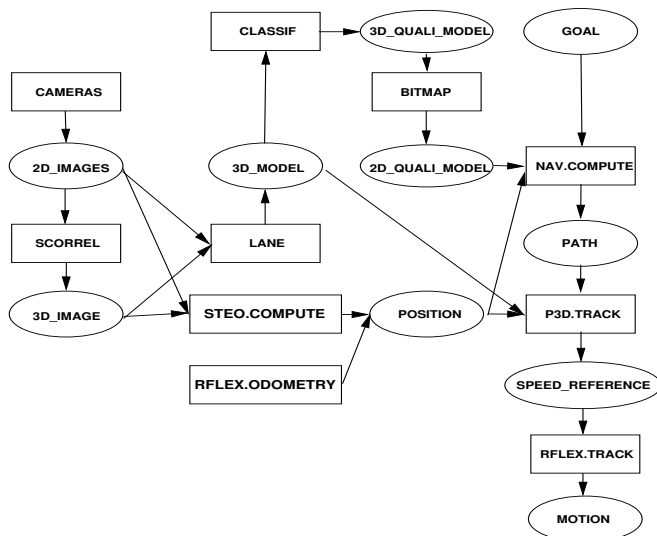 CLASSIF
3D_QUALI_MODEL
GOAL
CAMERAS
BITMAP
2D_IMAGES
3D_MODEL
2D_QUALI_MODEL
NAV.COMPUTE
SCORREL
LANE
PATH
3D_IMAGE
STEO.COMPUTE
POSITION
P3D.TRACK
RFLEX.ODOMETRY
SPEED_REFERENCE
RFLEX.TRACK
MOTION